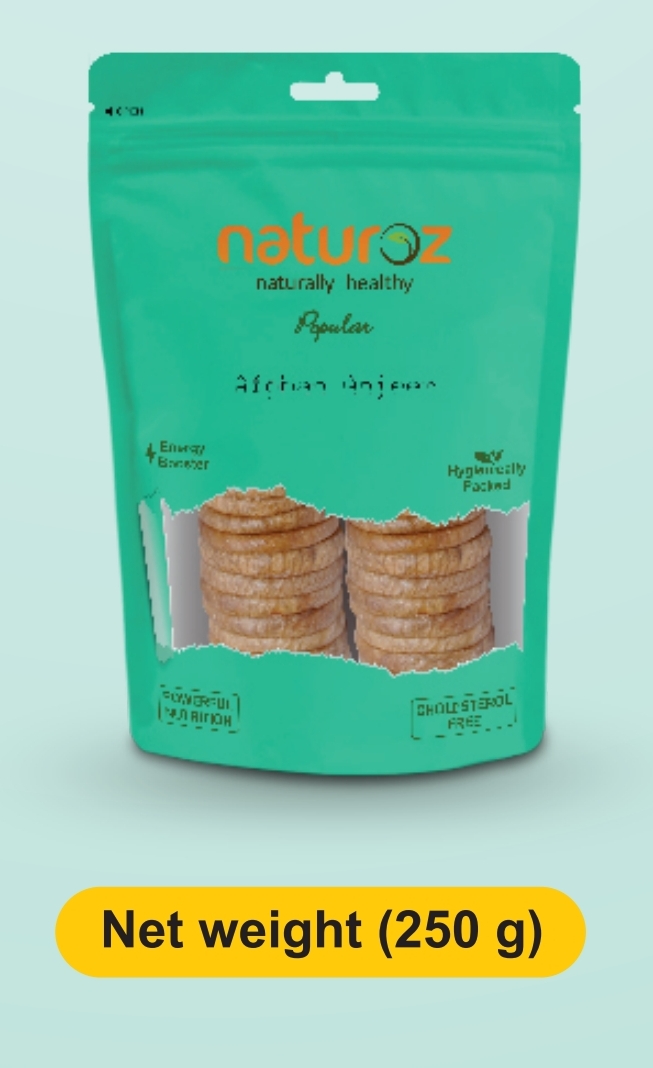 naturoz
naturally healthy
Popular
Afghan Anjeer
Energy
Booster
Hygienically
Packed
POWERFUL
NUTRITION
CHOLESTEROL
FREE
Net weight (250 g)